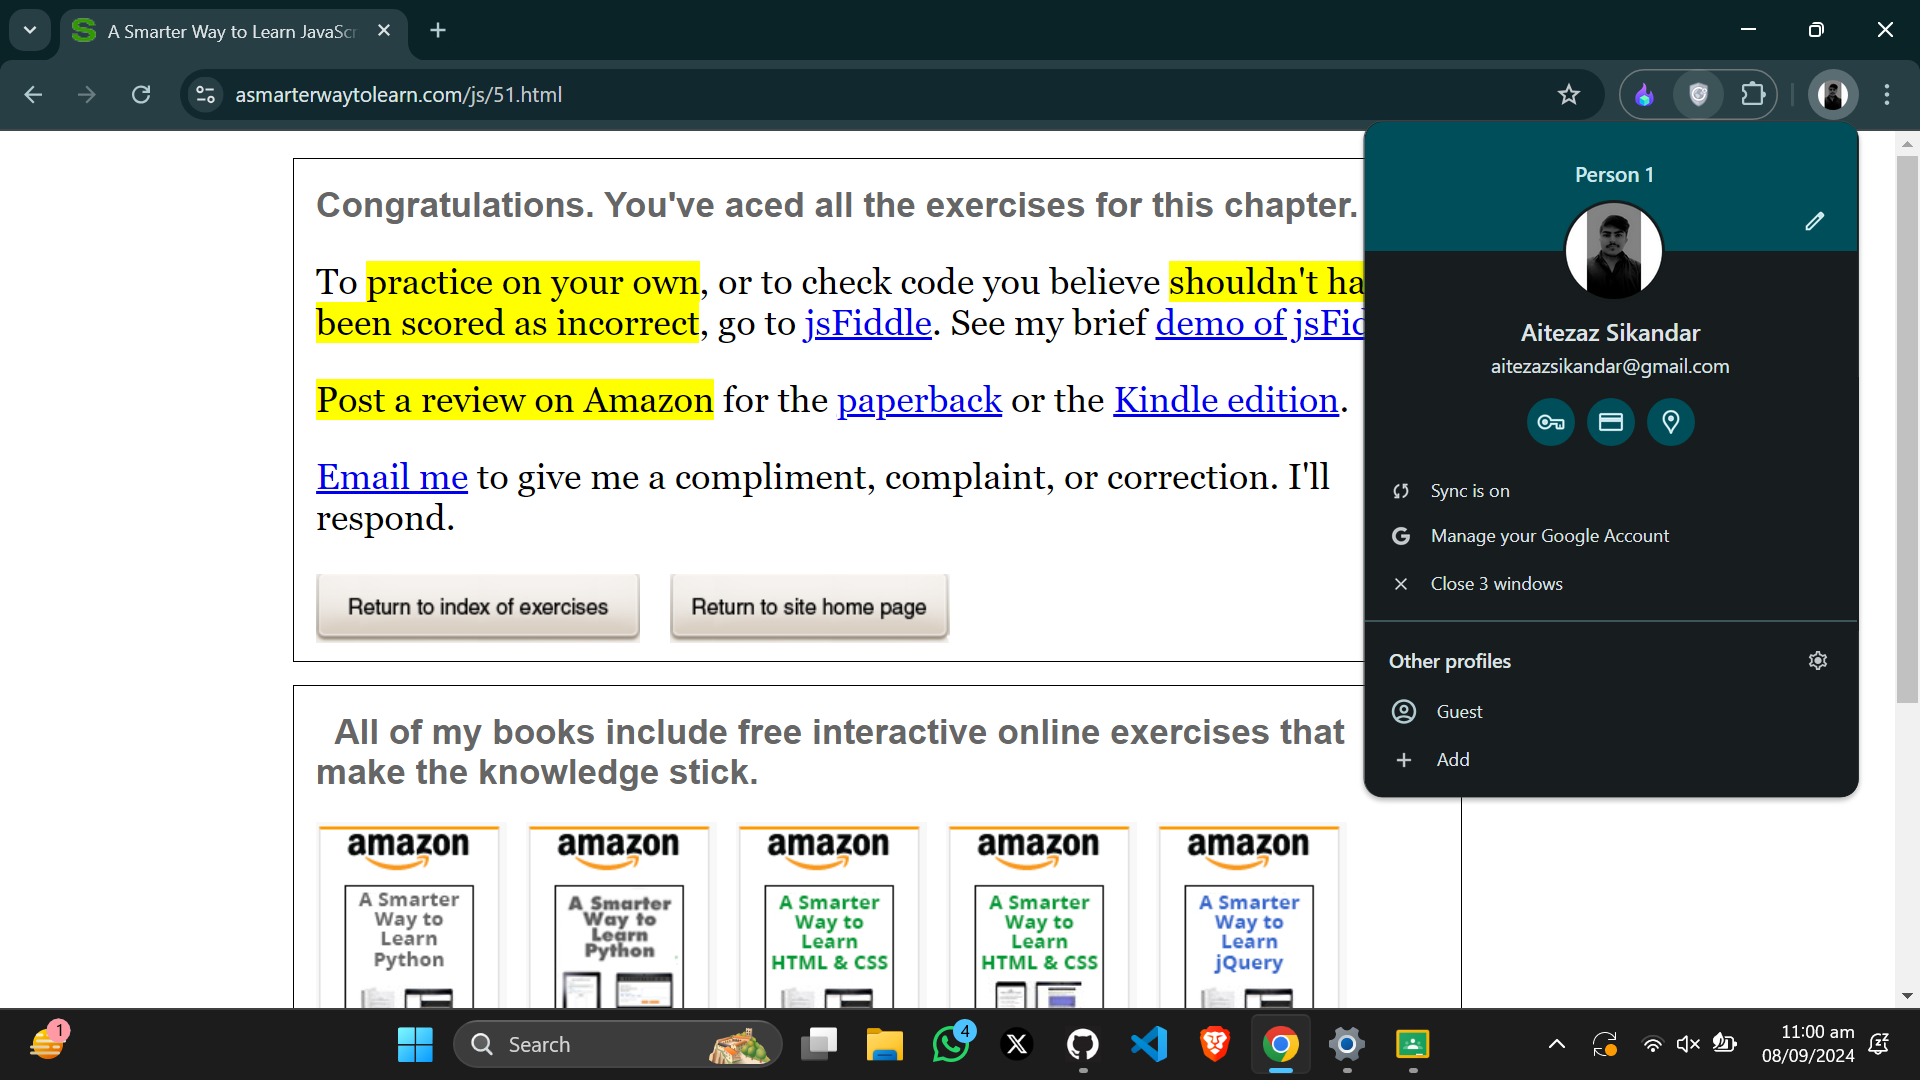 A Smarter Way to Learn JavaScr
asmarterwaytolearn.com/js/51.html
Congratulations. You've aced all the exercises for this chapter.
To practice on your own, or to check code you believe shouldn't ha
been scored as incorrect, go to jsFiddle. See my brief demo of jsFid
Post a review on Amazon for the paperback or the Kindle edition.
Email me to give me a compliment, complaint, or correction. I'll
respond.
Return to index of exercises
Return to site home page
All of my books include free interactive online exercises that
make the knowledge stick.
amazon
A Smarter
Way to
Learn
Python
amazon
A Smarter
Way to
Learn
Python
amazon
A Smarter
Way to
Learn
HTML & CSS
amazon
A Smarter
Way to
Learn
HTML & CSS
amazon
A Smarter
Way to
Learn
jQuery
Person 1
Aitezaz Sikandar
aitezazsikandar@gmail.com
Sync is on
Manage your Google Account
Close 3 windows
Other profiles
Guest
Add
1
Search
4
11:00 am
08/09/2024